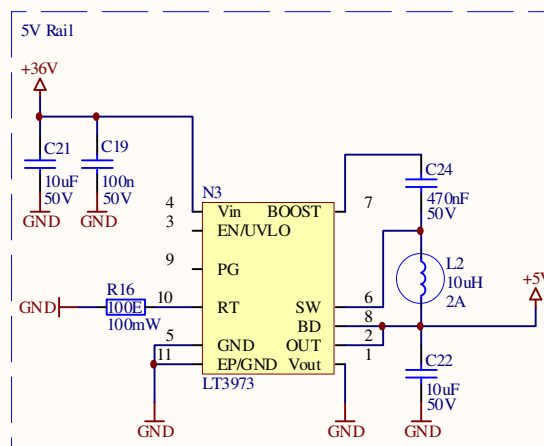 5V Rail
+36V
C21
10uF
50V
GND
C19
100n
50V
GND
N3
4
Vin
BOOST
7
3
EN/UVLO
9
PG
GND
R16
100E
100mW
10
RT
SW
6
BD
8
5
GND
OUT
2
11
EP/GND
Vout
1
LT3973
GND
GND
C24
470nF
50V
L2
10uH
2A
+5V
C22
10uF
50V
GND